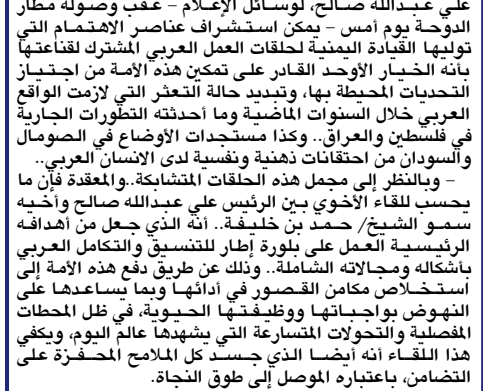 علي عبدالله صالح، لوسائل الإعلام – عقب وصوله مطار
الدوحة يوم أمس – يمكن استشراف عناصر الاهتمام التي
توليها القيادة اليمنية لحلقات العمل العربي المشترك لقناعتها
بأنه الخيار الأوحد القادر على تمكين هذه الأمة من اجتياز
التحديات المحيطة بها، وتبديد حالة التعثر التي لازمت الواقع
العربي خلال السنوات الماضية وما أحدثته التطورات الجارية
في فلسطين والعراق.. وكذا مستجدات الأوضاع في الصومال
والسودان من احتقانات ذهنية ونفسية لدى الانسان العربي..
– وبالنظر إلى مجمل هذه الحلقات المتشابكة..والمعقدة فإن ما
يحسب للقاء الأخوي بين الرئيس علي عبدالله صالح وأخيه
سمو الشيخ/ حمد بن خليفة.. أنه الذي جعل من أهدافه
الرئيسية العمل على بلورة إطار للتنسيق والتكامل العربي
بأشكاله ومجالاته الشاملة.. وذلك عن طريق دفع هذه الأمة إلى
استخلاص مكامن القصور في أدائها وبما يساعدها على
النهوض بواجباتها ووظيفتها الحيوية، في ظل المحطات
المفصلية والتحولات المتسارعة التي يشهدها عالم اليوم، ويكفي
هذا اللقاء أنه أيضا الذي جسد كل الملامح المحفزة على
التضامن، باعتباره الموصل إلى طوق النجاة.